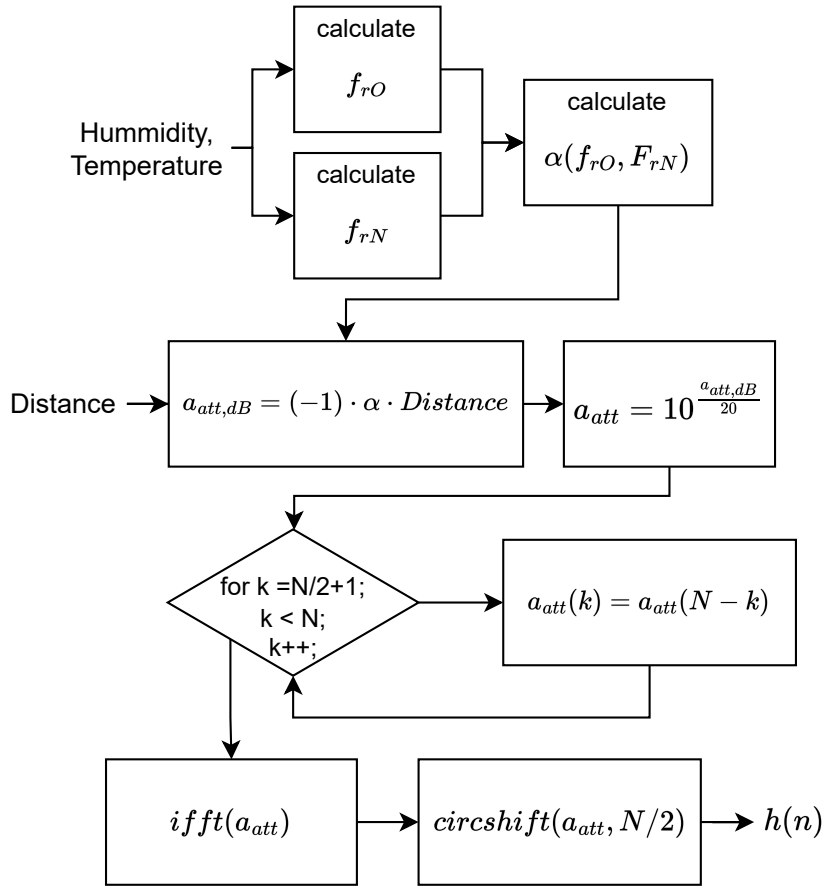 calculate
f_{rO}
calculate
α(f_{rO}, F_{rN})
Hummidity,
Temperature
calculate
f_{rN}
Distance
a_{att,dB} = (−1) · α · Distance
a_{att} = 10^{\frac{a_{att,dB}}{20}}
for k =N/2+1;
k < N;
k++;
a_{att}(k) = a_{att}(N − k)
ifft(a_{att})
circshift(a_{att}, N/2)
h(n)